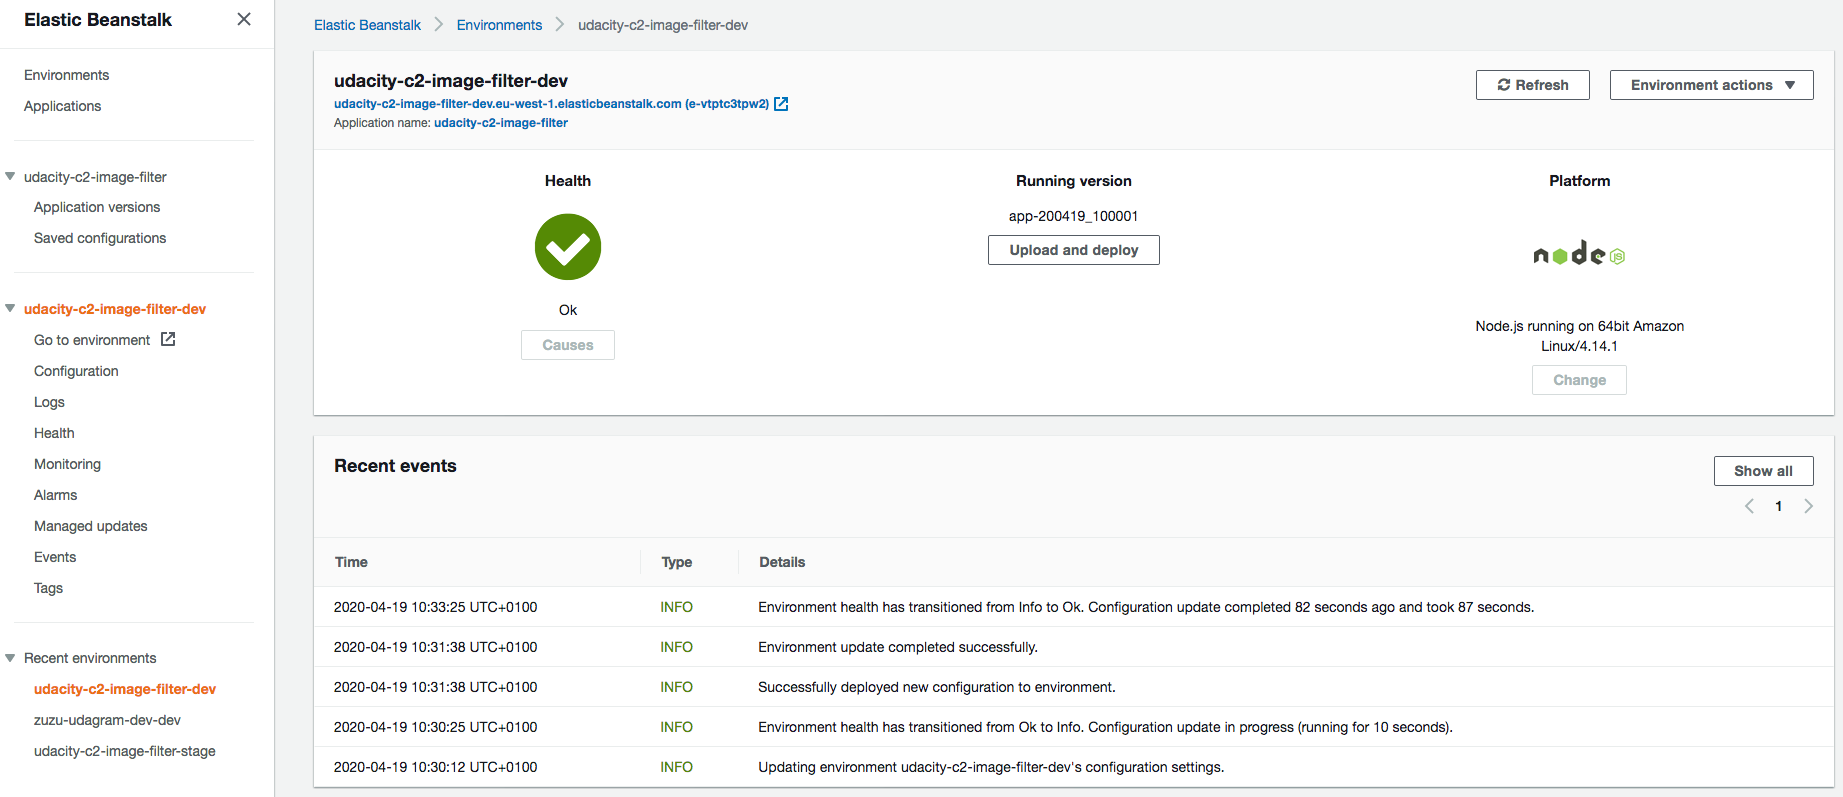 Elastic Beanstalk
Environments
Applications
udacity-c2-image-filter
Application versions
Saved configurations
udacity-c2-image-filter-dev
Go to environment
Configuration
Logs
Health
Monitoring
Alarms
Managed updates
Events
Tags
Recent environments
udacity-c2-image-filter-dev
zuzu-udagram-dev-dev
udacity-c2-image-filter-stage
Elastic Beanstalk Environments udacity-c2-image-filter-dev
udacity-c2-image-filter-dev
udacity-c2-image-filter-dev.eu-west-1.elasticbeanstalk.com (e-vtptc3tpw2)
Application name: udacity-c2-image-filter
Refresh
Environment actions
Health
Ok
Causes
Running version
app-200419_100001
Upload and deploy
Platform
node JS
Node.js running on 64bit Amazon
Linux/4.14.1
Change
Recent events
Show all
1
Time Type Details
2020-04-19 10:33:25 UTC+0100 INFO Environment health has transitioned from Info to Ok. Configuration update completed 82 seconds ago and took 87 seconds.
2020-04-19 10:31:38 UTC+0100 INFO Environment update completed successfully.
2020-04-19 10:31:38 UTC+0100 INFO Successfully deployed new configuration to environment.
2020-04-19 10:30:25 UTC+0100 INFO Environment health has transitioned from Ok to Info. Configuration update in progress (running for 10 seconds).
2020-04-19 10:30:12 UTC+0100 INFO Updating environment udacity-c2-image-filter-dev's configuration settings.